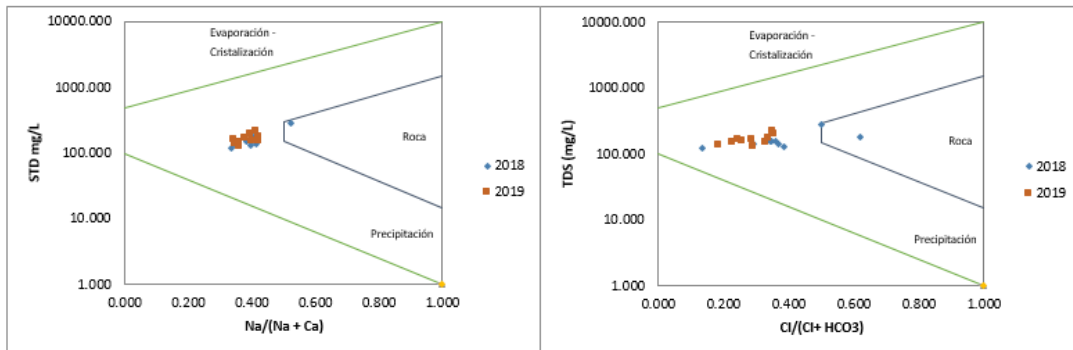 10000.000
1000.000
100.000
10.000
1.000
STD mg/L
Evaporación -
Cristalización
Roca
Precipitación
0.000 0.200 0.400 0.600 0.800 1.000
Na/(Na + Ca)
2018
2019
10000.000
1000.000
100.000
10.000
1.000
TDS (mg/L)
Evaporación -
Cristalización
Roca
Precipitación
0.000 0.200 0.400 0.600 0.800 1.000
Cl/(Cl+ HCO3)
2018
2019